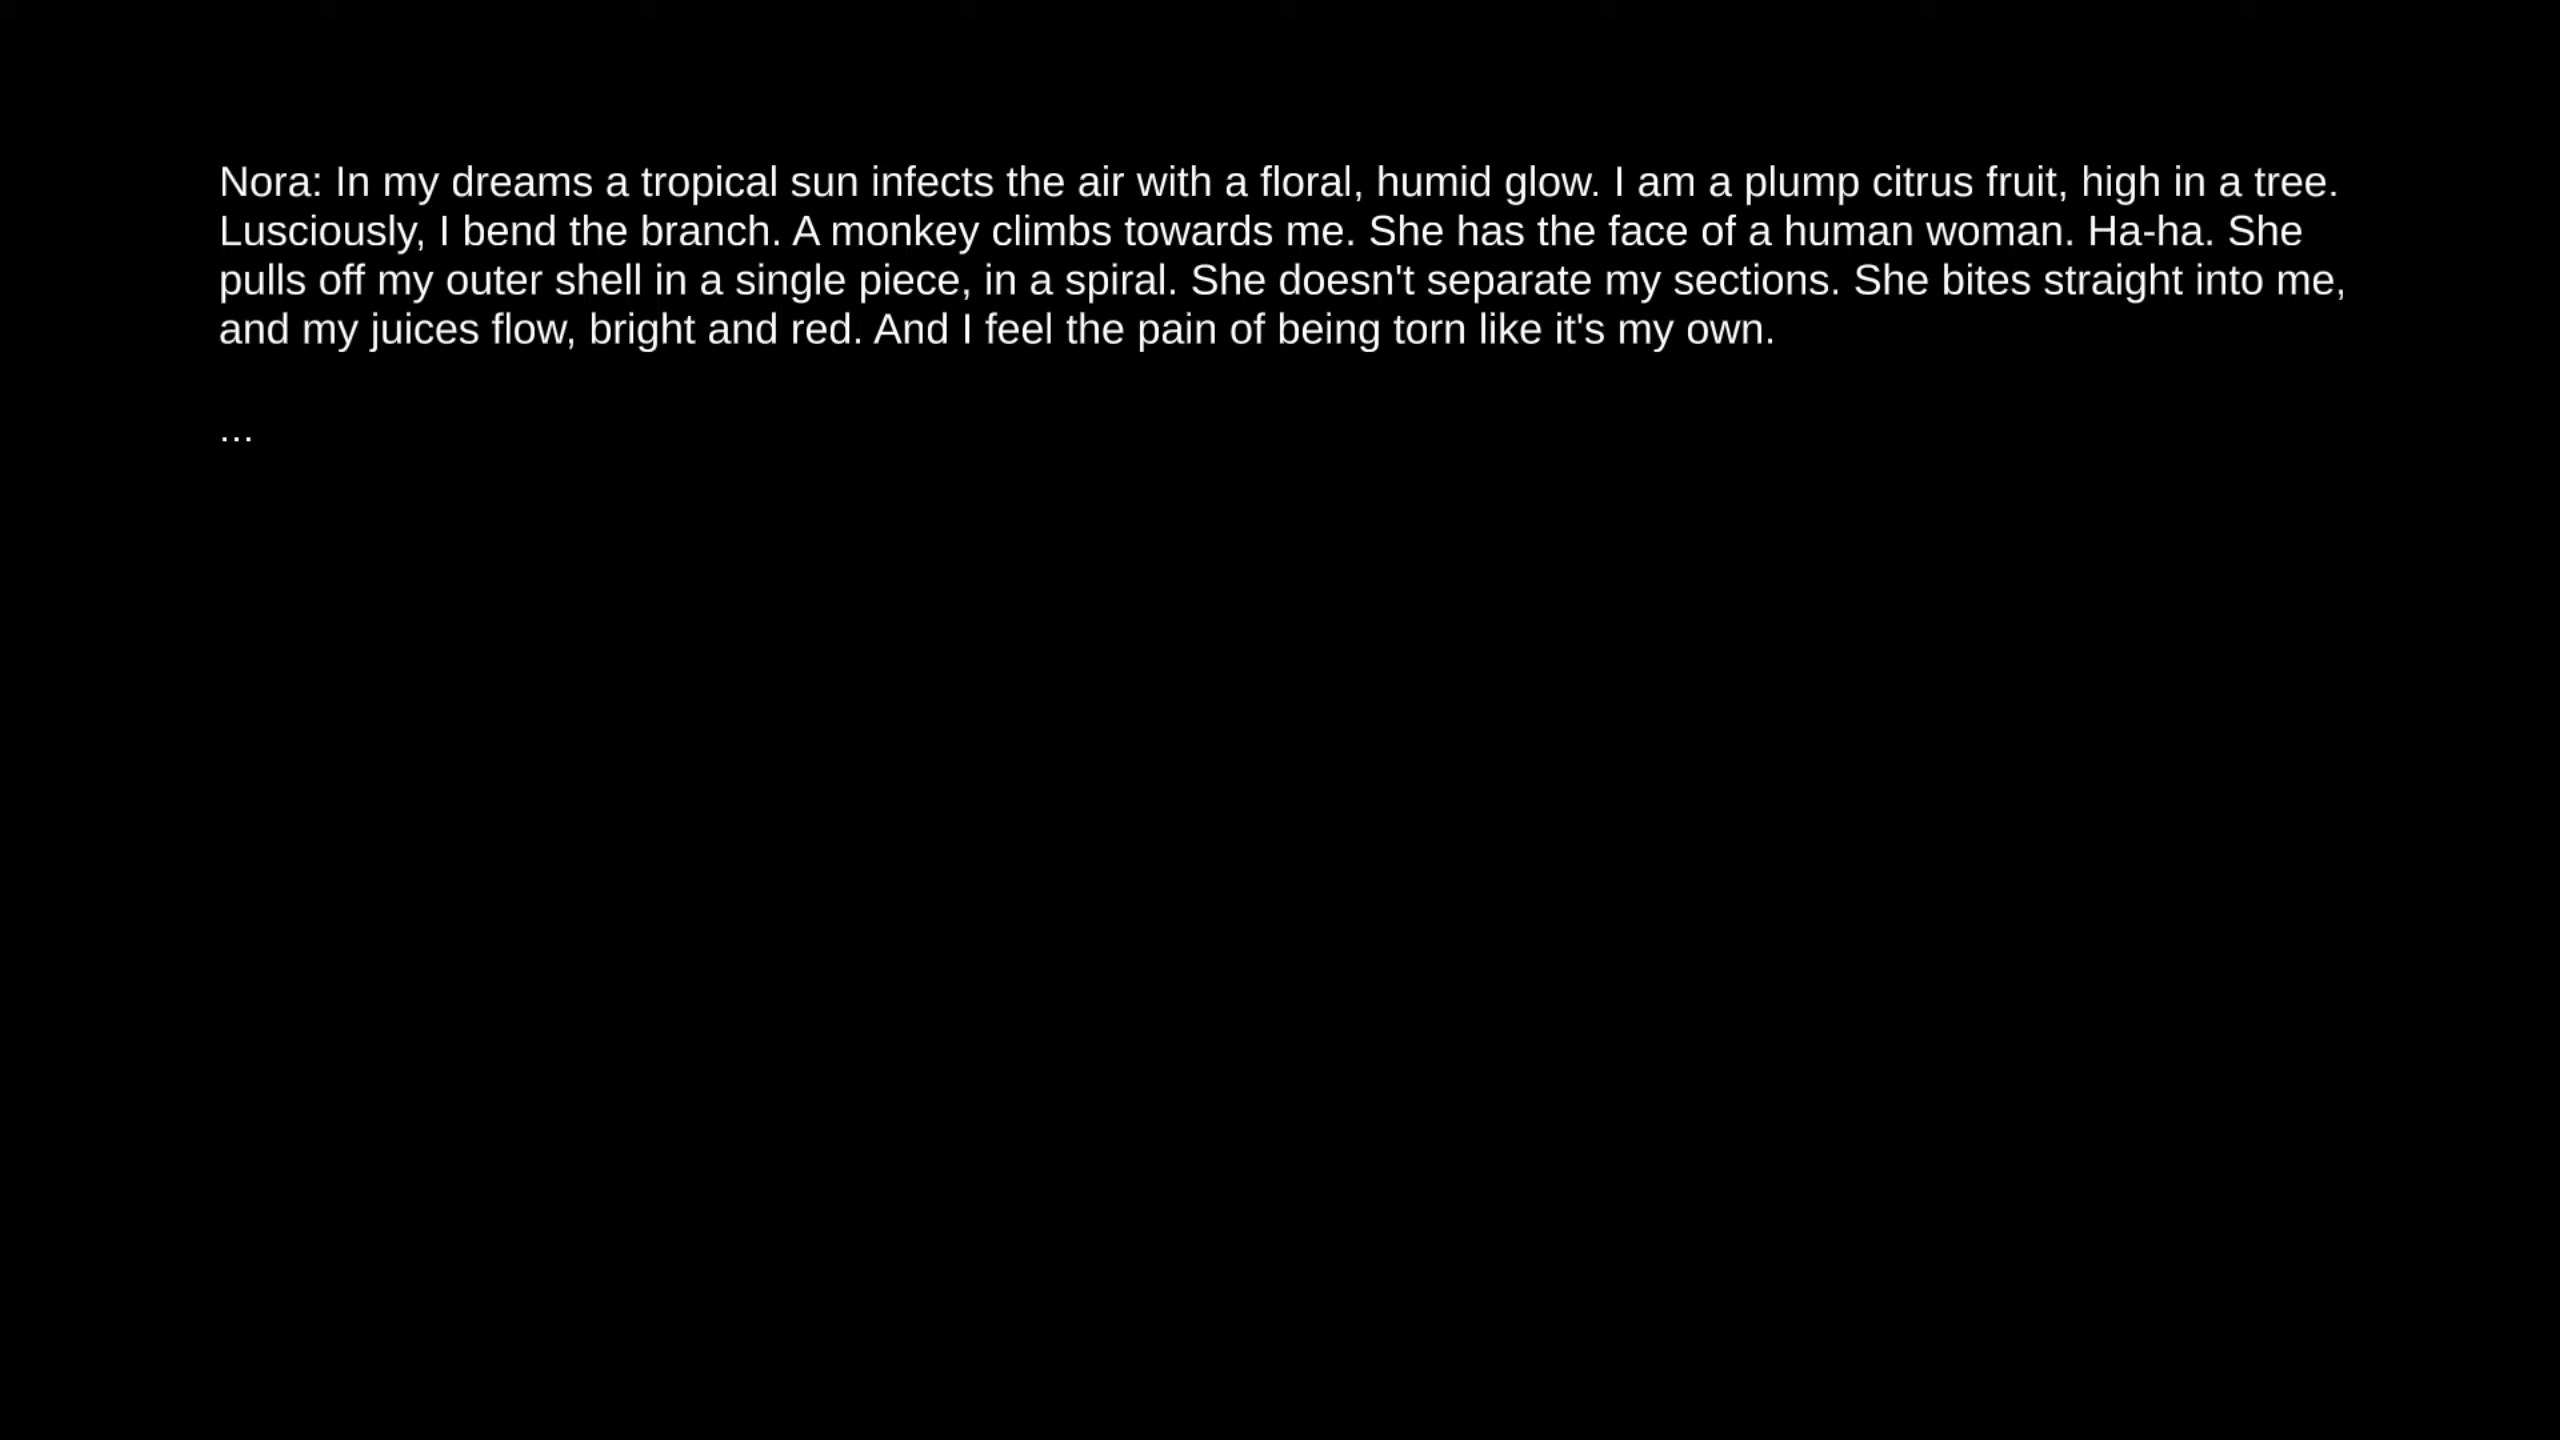 Nora: In my dreams a tropical sun infects the air with a floral, humid glow. I am a plump citrus fruit, high in a tree.
Lusciously, I bend the branch. A monkey climbs towards me. She has the face of a human woman. Ha-ha. She
pulls off my outer shell in a single piece, in a spiral. She doesn't separate my sections. She bites straight into me,
and my juices flow, bright and red. And I feel the pain of being torn like it's my own.
...